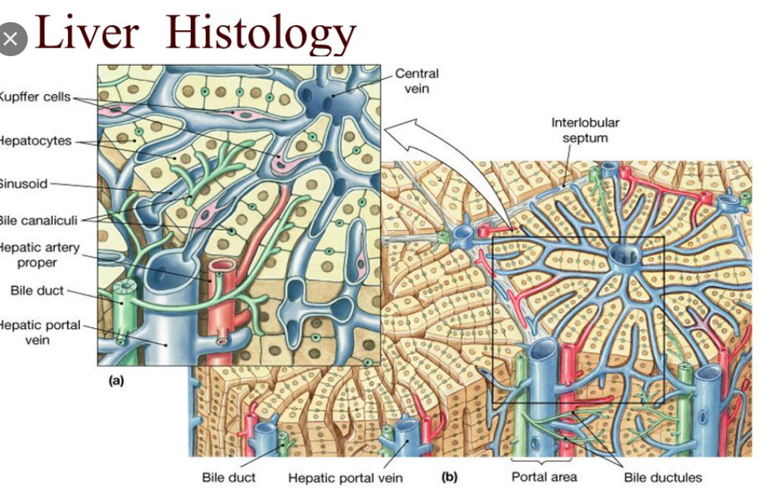 Liver Histology
Kupffer cells
Hepatocytes
Sinusoid
Bile canaliculi
Hepatic artery
proper
Bile duct
Hepatic portal
vein
(a)
Central
vein
Interlobular
septum
Bile duct
Hepatic portal vein
(b)
Portal area
Bile ductules